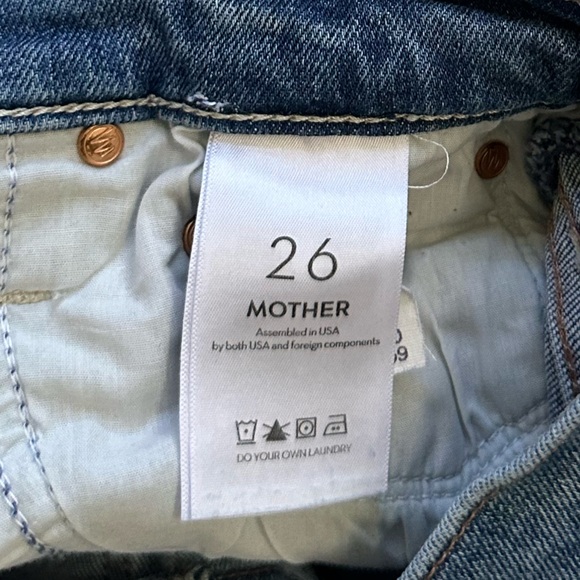 26
MOTHER
Assembled in USA
by both USA and foreign components
DO YOUR OWN LAUNDRY